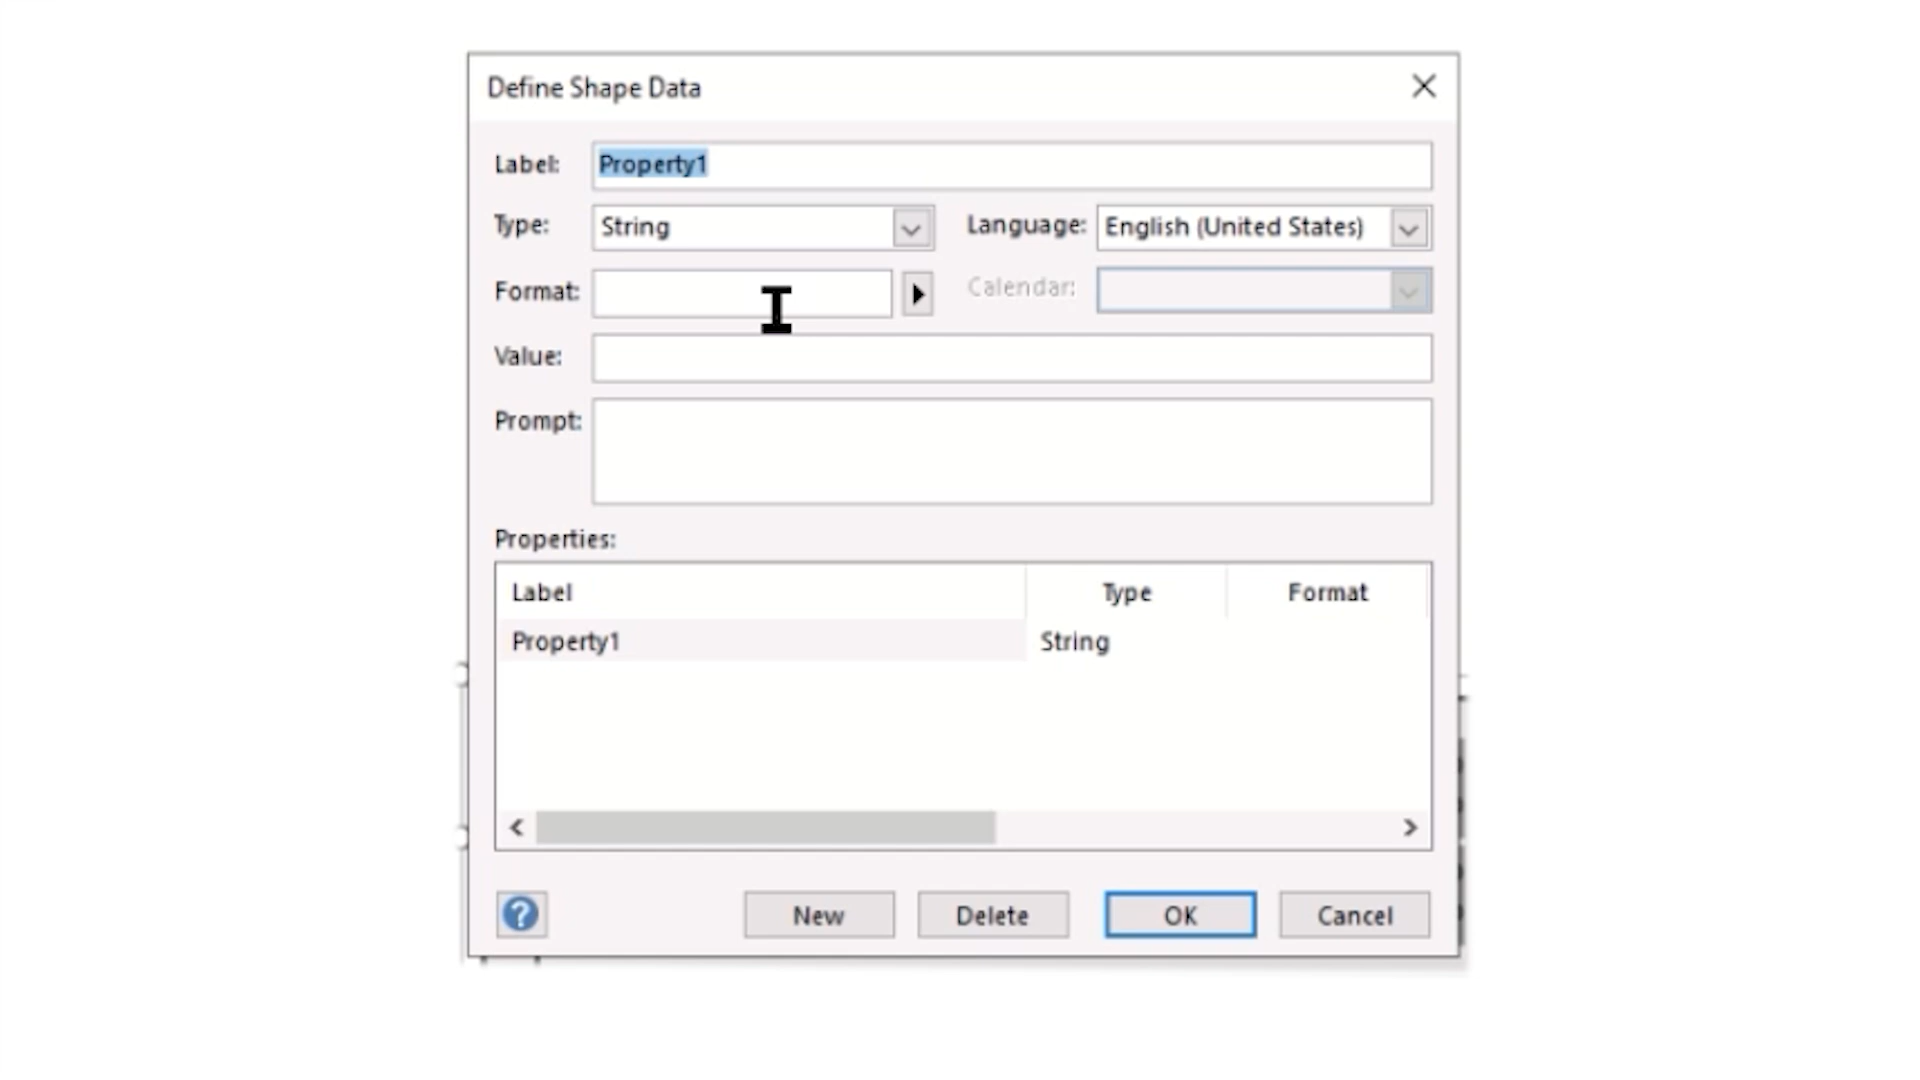 Define Shape Data
Label: Property1
Type: String Language: English (United States)
Format: Calendar:
Value:
Prompt:
Properties:
Label Type Format
Property1 String
? New Delete OK Cancel